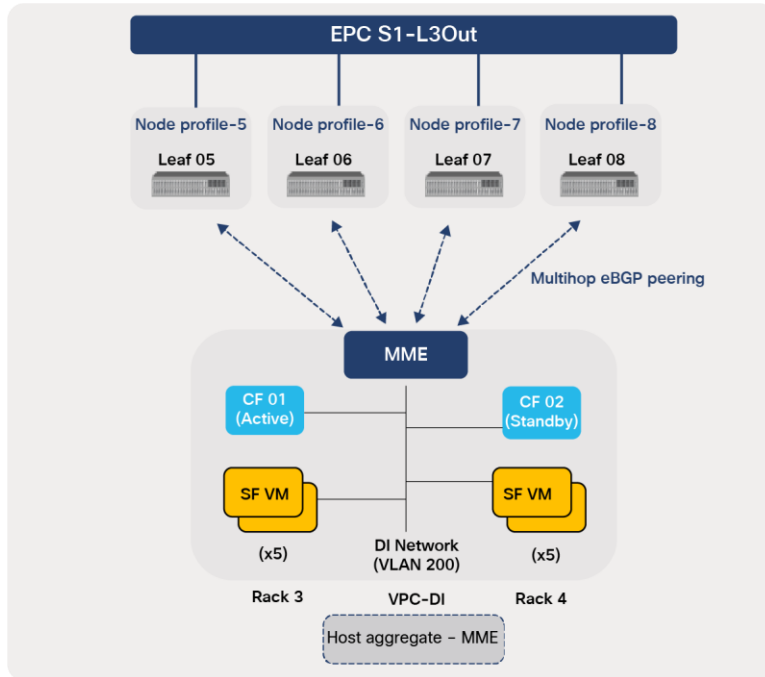 EPC S1-L3Out
Node profile-5
Node profile-6
Node profile-7
Node profile-8
Leaf 05
Leaf 06
Leaf 07
Leaf 08
Multihop eBGP peering
MME
CF 01
(Active)
CF 02
(Standby)
SF VM
SF VM
(x5)
DI Network
(VLAN 200)
(x5)
Rack 3
VPC-DI
Rack 4
Host aggregate - MME